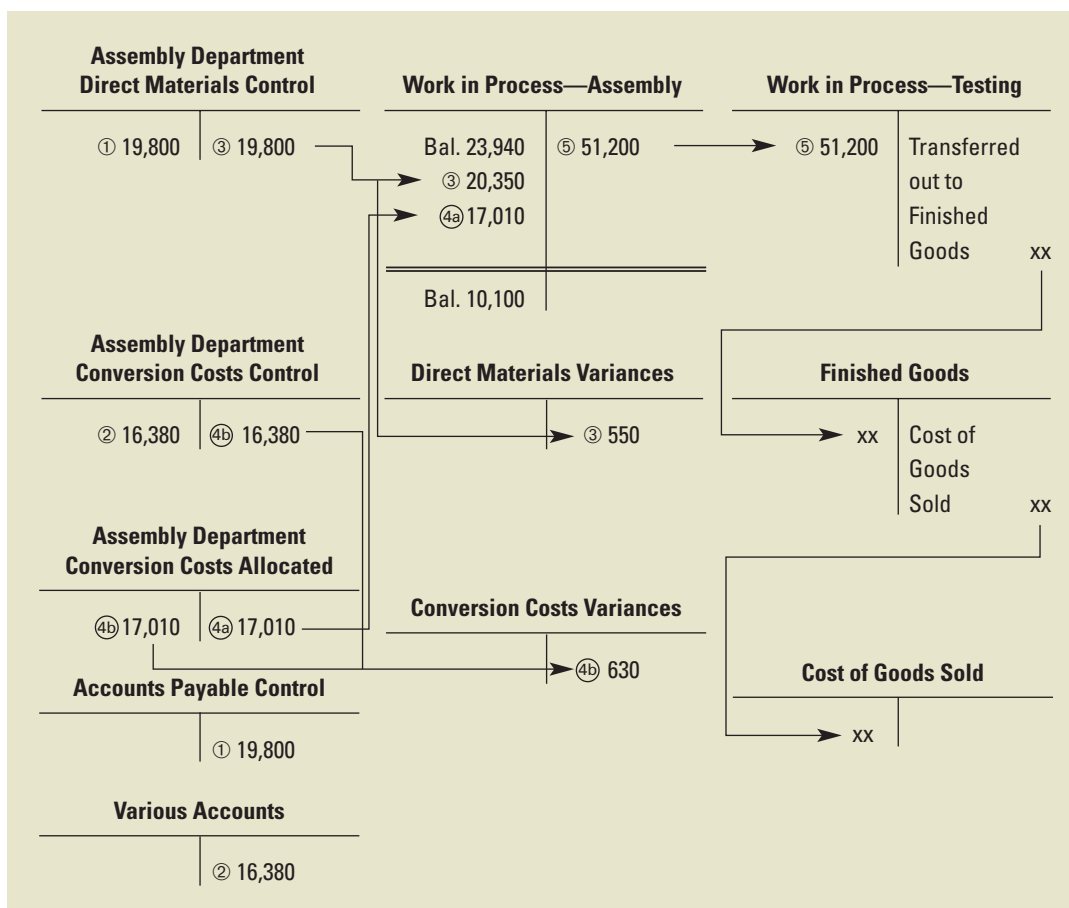 Assembly Department
Direct Materials Control
① 19,800 ③ 19,800
Work in Process—Assembly
Bal. 23,940 ⑤ 51,200
③ 20,350
4a 17,010
Bal. 10,100
Work in Process—Testing
⑤ 51,200 Transferred
out to
Finished
Goods xx
Assembly Department
Conversion Costs Control
② 16,380 4b 16,380
Direct Materials Variances
③ 550
Finished Goods
xx Cost of
Goods
Sold xx
Assembly Department
Conversion Costs Allocated
4b 17,010 4a 17,010
Conversion Costs Variances
4b 630
Cost of Goods Sold
xx
Accounts Payable Control
① 19,800
Various Accounts
② 16,380